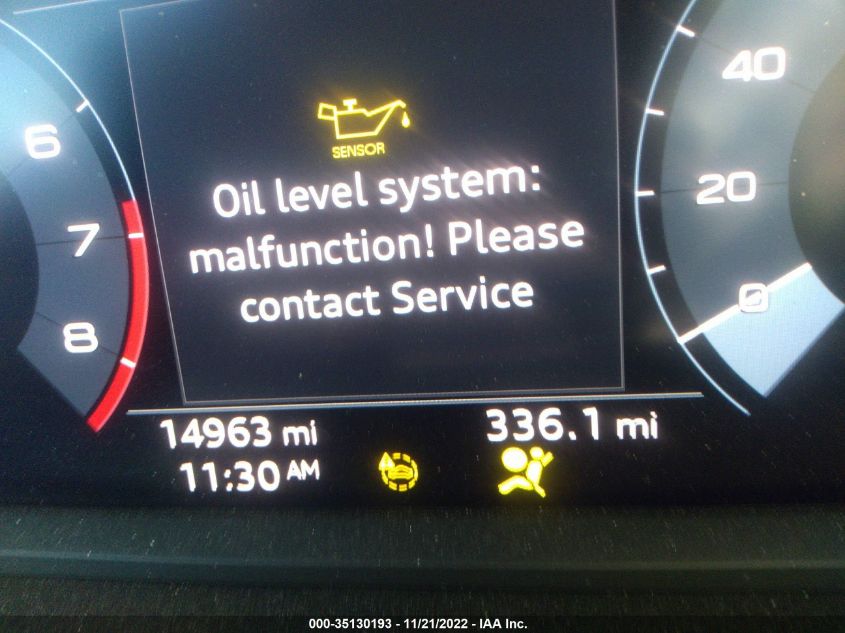 SENSOR
Oil level system:
malfunction! Please
contact Service
6
7
8
40
20
0
14963 mi
336.1 mi
11:30 AM
000-35130193 - 11/21/2022 - IAA Inc.